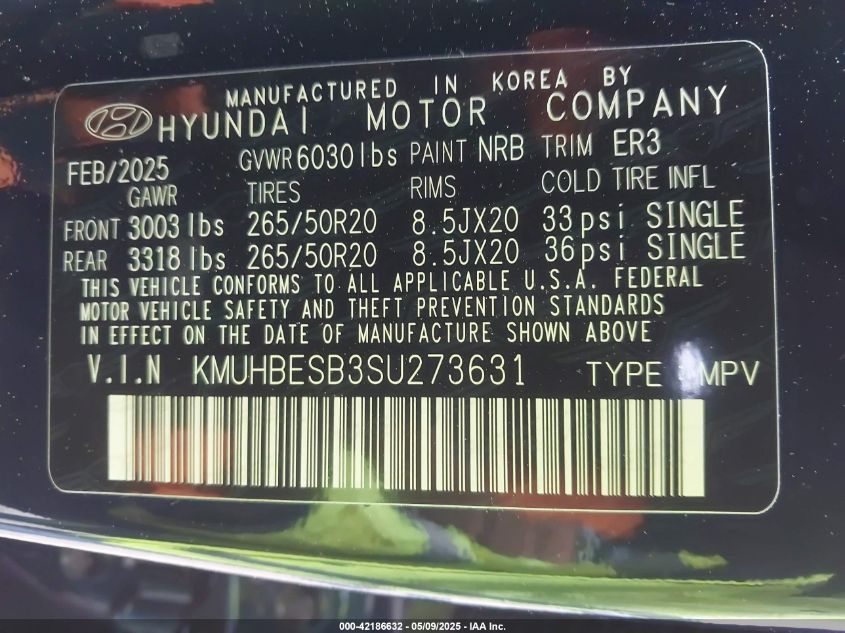 MANUFACTURED IN KOREA BY
HYUNDAI MOTOR COMPANY
FEB/2025 GVWR 6030 lbs PAINT NRB TRIM ER3
GAWR TIRES RIMS COLD TIRE INFL
FRONT 3003 lbs 265/50R20 8.5JX20 33 psi SINGLE
REAR 3318 lbs 265/50R20 8.5JX20 36 psi SINGLE
THIS VEHICLE CONFORMS TO ALL APPLICABLE U.S.A. FEDERAL
MOTOR VEHICLE SAFETY AND THEFT PREVENTION STANDARDS
IN EFFECT ON THE DATE OF MANUFACTURE SHOWN ABOVE
V.I.N KMUHBESB3SU273631 TYPE MPV
000-42186632 - 05/09/2025 - IAA Inc.